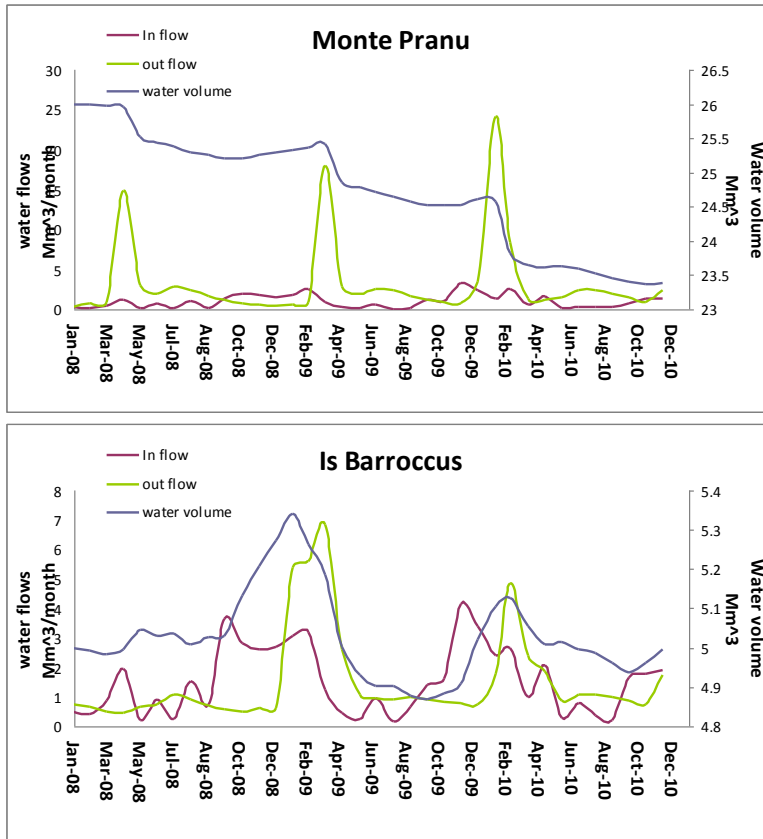 Monte Pranu
In flow
out flow
water volume
water flows
Mm^3/month
30
25
20
15
10
5
0
26.5
26
25.5
25
24.5
24
23.5
23
Water volume
Mm^3
Jan-08
Mar-08
May-08
Jul-08
Aug-08
Oct-08
Dec-08
Feb-09
Apr-09
Jun-09
Aug-09
Oct-09
Dec-09
Feb-10
Apr-10
Jun-10
Aug-10
Oct-10
Dec-10
Is Barroccus
In flow
out flow
water volume
water flows
Mm^3/month
8
7
6
5
4
3
2
1
0
5.4
5.3
5.2
5.1
5
4.9
4.8
Water volume
Mm^3
Jan-08
Mar-08
May-08
Jul-08
Aug-08
Oct-08
Dec-08
Feb-09
Apr-09
Jun-09
Aug-09
Oct-09
Dec-09
Feb-10
Apr-10
Jun-10
Aug-10
Oct-10
Dec-10